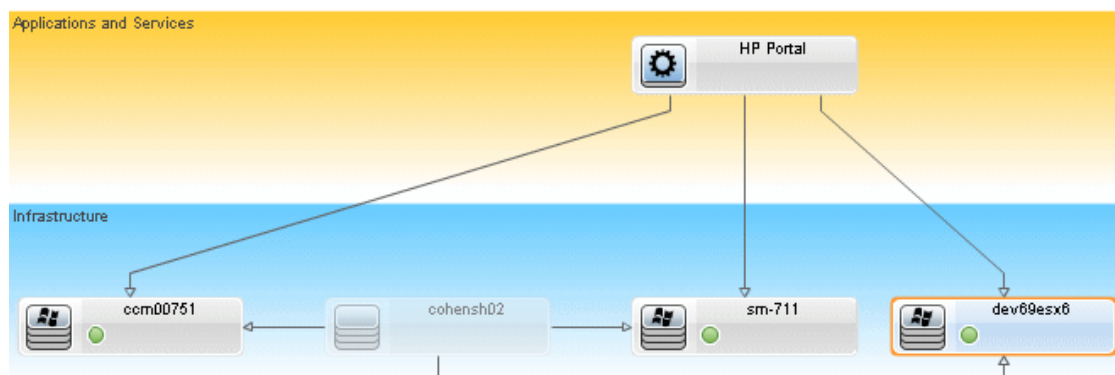 Applications and Services
HP Portal
Infrastructure
ccm00751
cohensh02
sm-711
dev69esx6